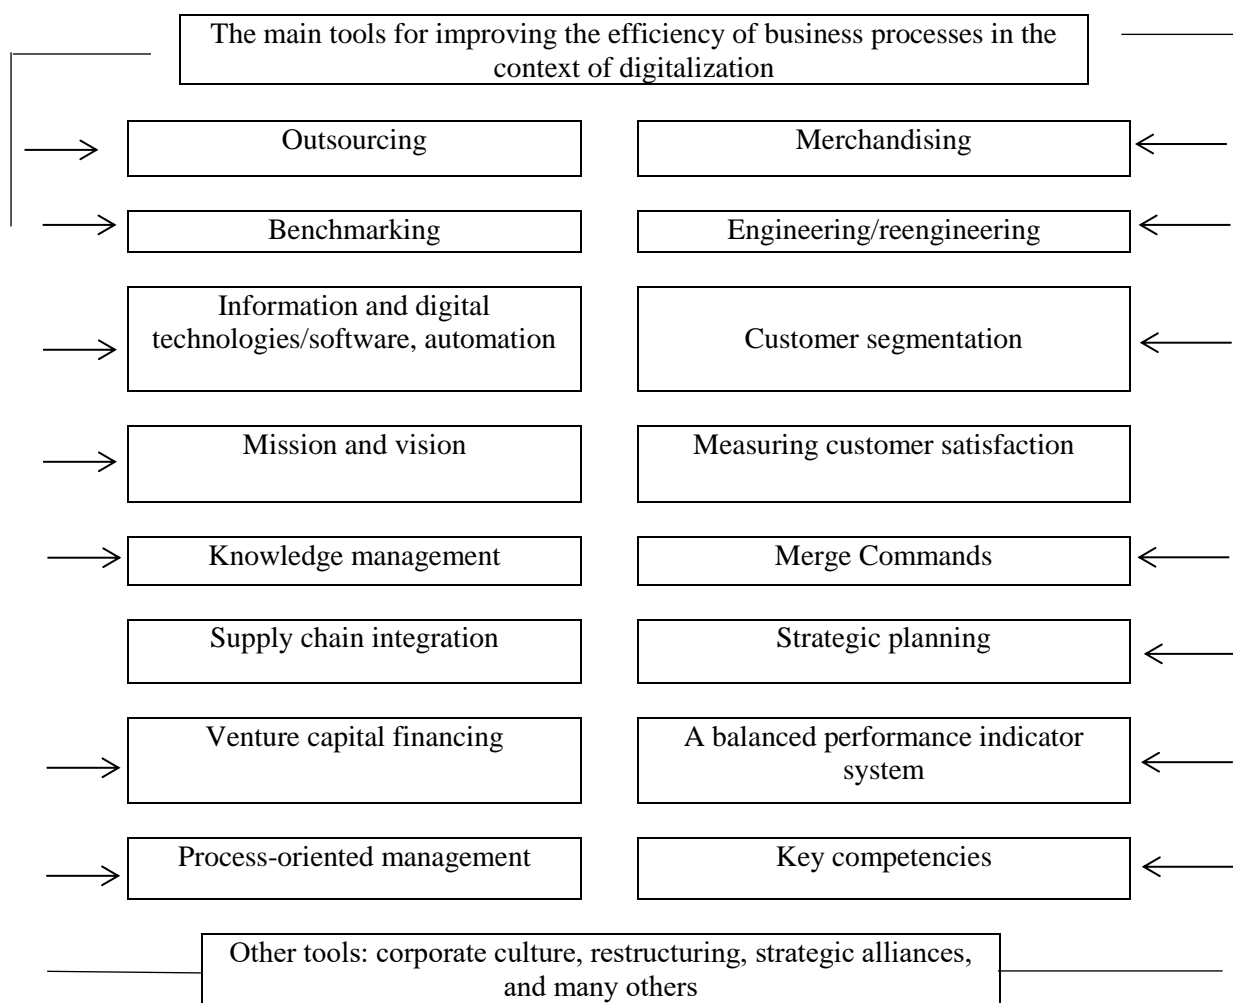 The main tools for improving the efficiency of business processes in the
context of digitalization
Outsourcing
Merchandising
Benchmarking
Engineering/reengineering
Information and digital
technologies/software, automation
Customer segmentation
Mission and vision
Measuring customer satisfaction
Knowledge management
Merge Commands
Supply chain integration
Strategic planning
Venture capital financing
A balanced performance indicator
system
Process-oriented management
Key competencies
Other tools: corporate culture, restructuring, strategic alliances,
and many others